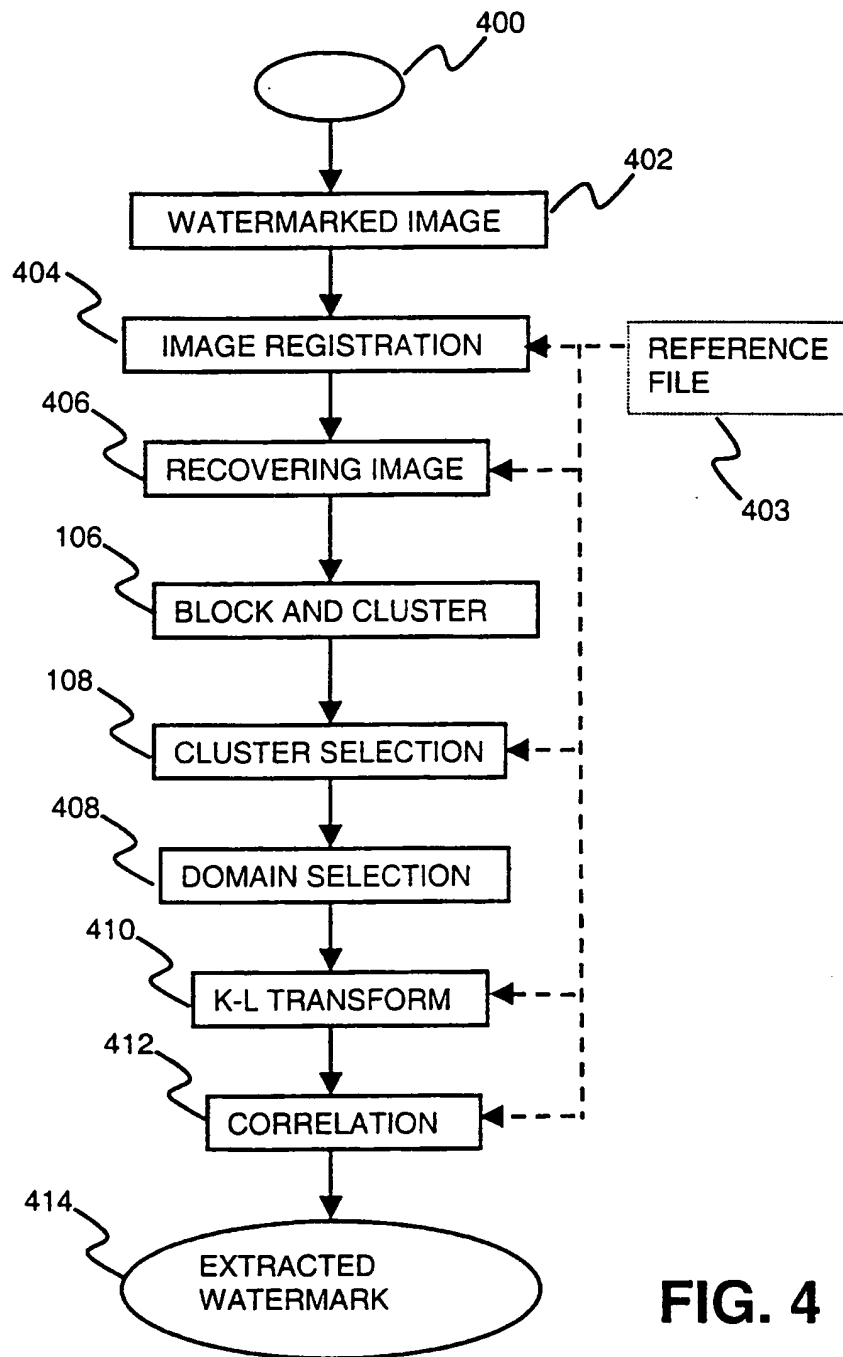 400
WATERMARKED IMAGE
402
404
IMAGE REGISTRATION
REFERENCE
FILE
403
406
RECOVERING IMAGE
106
BLOCK AND CLUSTER
108
CLUSTER SELECTION
408
DOMAIN SELECTION
410
K-L TRANSFORM
412
CORRELATION
414
EXTRACTED
WATERMARK
FIG. 4